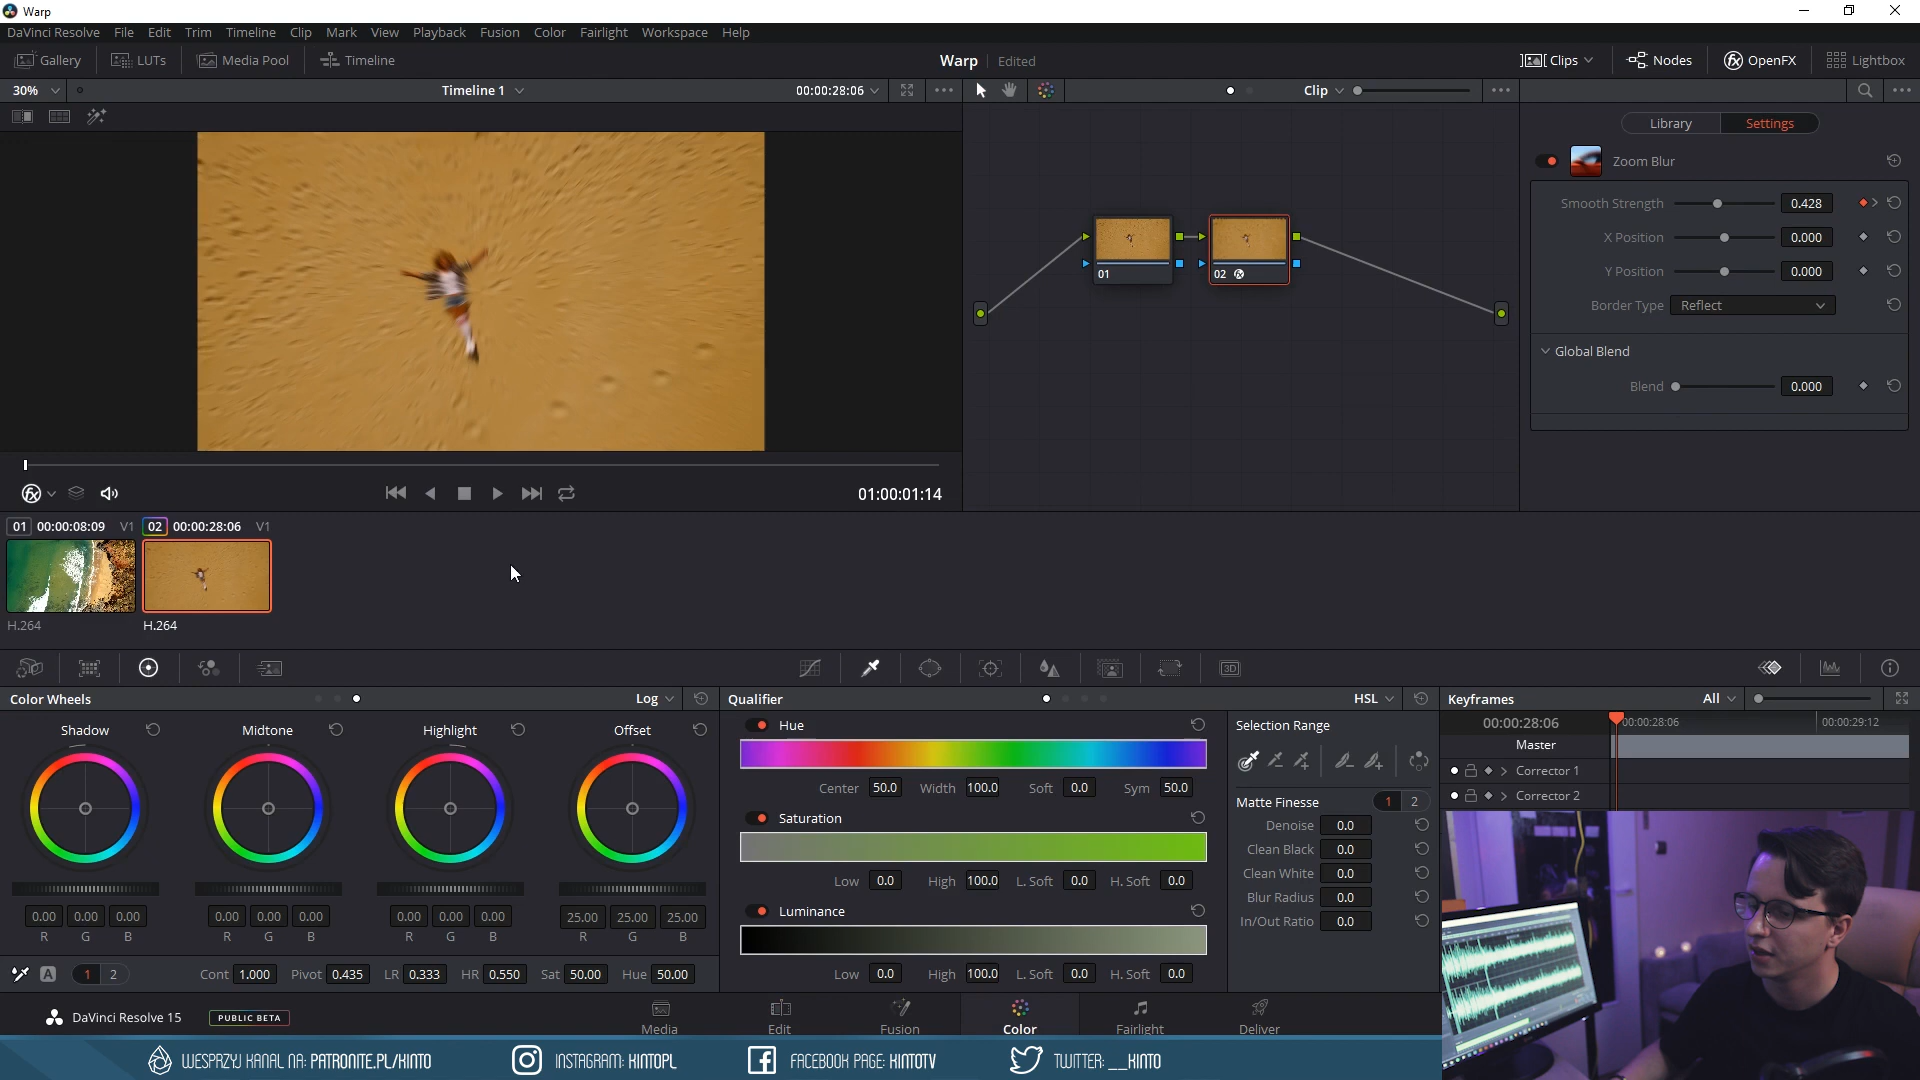 Warp
DaVinci Resolve File Edit Trim Timeline Clip Mark View Playback Fusion Color Fairlight Workspace Help
Gallery LUTs Media Pool Timeline Warp Edited Clips Nodes OpenFX Lightbox
30% Timeline 1 00:00:28:06 Clip
Library Settings
Zoom Blur
Smooth Strength 0.428
X Position 0.000
Y Position 0.000
Border Type Reflect
Global Blend
Blend 0.000
01 02
01:00:01:14
01 00:00:08:09 V1 02 00:00:28:06 V1
H.264 H.264
3D
Color Wheels Log Qualifier HSL Keyframes All
Shadow Midtone Highlight Offset
Hue
Center 50.0 Width 100.0 Soft 0.0 Sym 50.0
Saturation
Low 0.0 High 100.0 L. Soft 0.0 H. Soft 0.0
Luminance
Low 0.0 High 100.0 L. Soft 0.0 H. Soft 0.0
Selection Range
Matte Finesse 1 2
Denoise 0.0
Clean Black 0.0
Clean White 0.0
Blur Radius 0.0
In/Out Ratio 0.0
00:00:28:06 00:00:28:06 00:00:29:12
Master
Corrector 1
Corrector 2
0.00 0.00 0.00 0.00 0.00 0.00 0.00 0.00 0.00 25.00 25.00 25.00
R G B R G B R G B R G B
A 1 2 Cont 1.000 Pivot 0.435 LR 0.333 HR 0.550 Sat 50.00 Hue 50.00
DaVinci Resolve 15 PUBLIC BETA
Media Edit Fusion Color Fairlight Deliver
WESPRZYJ KANAL NA: PATRONITE.PL/KINTO INSTAGRAM: KINTOPL FACEBOOK PAGE: KINTOTV TWITTER: __KINTO